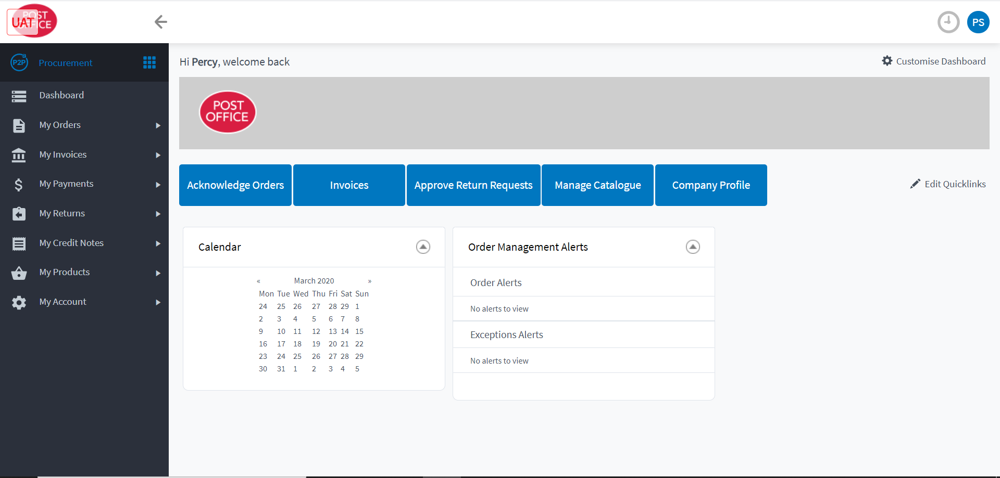 POST
OFFICE
UAT
PS
P2P
Procurement
Dashboard
My Orders
My Invoices
My Payments
My Returns
My Credit Notes
My Products
My Account
Hi Percy, welcome back
Customise Dashboard
POST
OFFICE
Acknowledge Orders
Invoices
Approve Return Requests
Manage Catalogue
Company Profile
Edit Quicklinks
Calendar
« March 2020 »
Mon Tue Wed Thu Fri Sat Sun
24 25 26 27 28 29 1
2 3 4 5 6 7 8
9 10 11 12 13 14 15
16 17 18 19 20 21 22
23 24 25 26 27 28 29
30 31 1 2 3 4 5
Order Management Alerts
Order Alerts
No alerts to view
Exceptions Alerts
No alerts to view